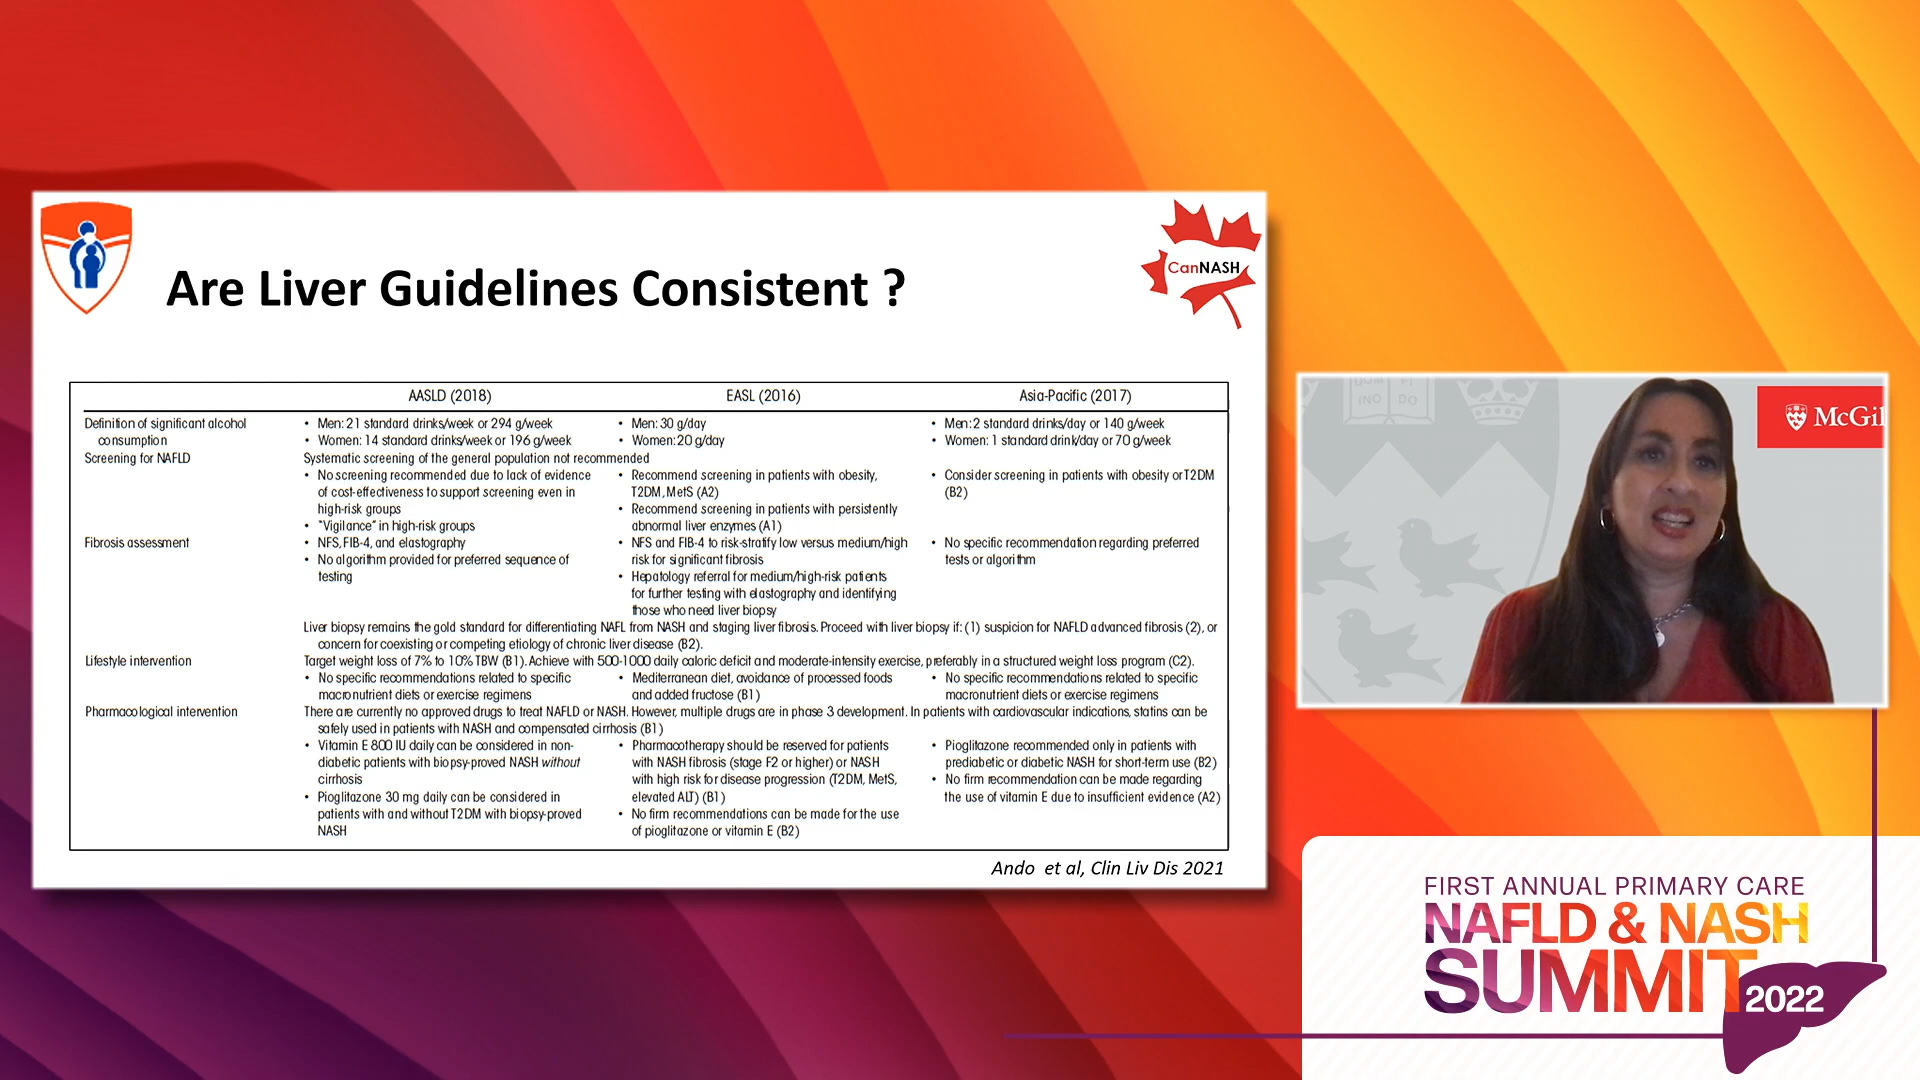 CanNASH
Are Liver Guidelines Consistent ?
AASLD (2018)
EASL (2016)
Asia-Pacific (2017)
Definition of significant alcohol
consumption
• Men: 21 standard drinks/week or 294 g/week
• Women: 14 standard drinks/week or 196 g/week
• Men: 30 g/day
• Women: 20 g/day
• Men: 2 standard drinks/day or 140 g/week
• Women: 1 standard drink/day or 70 g/week
Screening for NAFLD
Systematic screening of the general population not recommended
• No screening recommended due to lack of evidence
of cost-effectiveness to support screening even in
high-risk groups
• "Vigilance" in high-risk groups
• Recommend screening in patients with obesity,
T2DM, MetS (A2)
• Recommend screening in patients with persistently
abnormal liver enzymes (A1)
• Consider screening in patients with obesity or T2DM
(B2)
Fibrosis assessment
• NFS, FIB-4, and elastography
• No algorithm provided for preferred sequence of
testing
• NFS and FIB-4 to risk-stratify low versus medium/high
risk for significant fibrosis
• Hepatology referral for medium/high-risk patients
for further testing with elastography and identifying
those who need liver biopsy
• No specific recommendation regarding preferred
tests or algorithm
Liver biopsy remains the gold standard for differentiating NAFL from NASH and staging liver fibrosis. Proceed with liver biopsy if: (1) suspicion for NAFLD advanced fibrosis (2), or
concern for coexisting or competing etiology of chronic liver disease (B2).
Lifestyle intervention
Target weight loss of 7% to 10% TBW (B1). Achieve with 500-1000 daily caloric deficit and moderate-intensity exercise, preferably in a structured weight loss program (C2).
• No specific recommendations related to specific
macronutrient diets or exercise regimens
• Mediterranean diet, avoidance of processed foods
and added fructose (B1)
• No specific recommendations related to specific
macronutrient diets or exercise regimens
Pharmacological intervention
There are currently no approved drugs to treat NAFLD or NASH. However, multiple drugs are in phase 3 development. In patients with cardiovascular indications, statins can be
safely used in patients with NASH and compensated cirrhosis (B1)
• Vitamin E 800 IU daily can be considered in non-
diabetic patients with biopsy-proved NASH without
cirrhosis
• Pioglitazone 30 mg daily can be considered in
patients with and without T2DM with biopsy-proved
NASH
• Pharmacotherapy should be reserved for patients
with NASH fibrosis (stage F2 or higher) or NASH
with high risk for disease progression (T2DM, MetS,
elevated ALT) (B1)
• No firm recommendations can be made for the use
of pioglitazone or vitamin E (B2)
• Pioglitazone recommended only in patients with
prediabetic or diabetic NASH for short-term use (B2)
• No firm recommendation can be made regarding
the use of vitamin E due to insufficient evidence (A2)
Ando et al, Clin Liv Dis 2021
INO DO
McGil
FIRST ANNUAL PRIMARY CARE
NAFLD & NASH
SUMMIT
2022